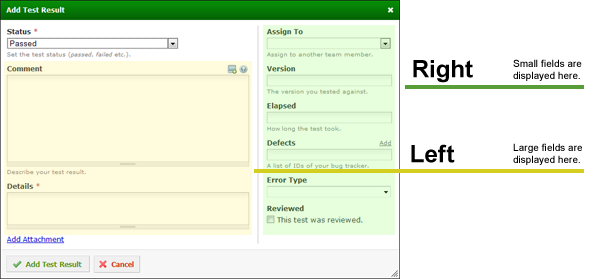 Add Test Result
Status *
Passed
Set the test status (passed, failed etc.).
Comment
Describe your test result.
Details *
Add Attachment
Add Test Result
Cancel
Assign To
Assign to another team member.
Version
The version you tested against.
Elapsed
How long the test took.
Defects Add
A list of IDs of your bug tracker.
Error Type
Reviewed
This test was reviewed.
Right
Small fields are
displayed here.
Left
Large fields are
displayed here.